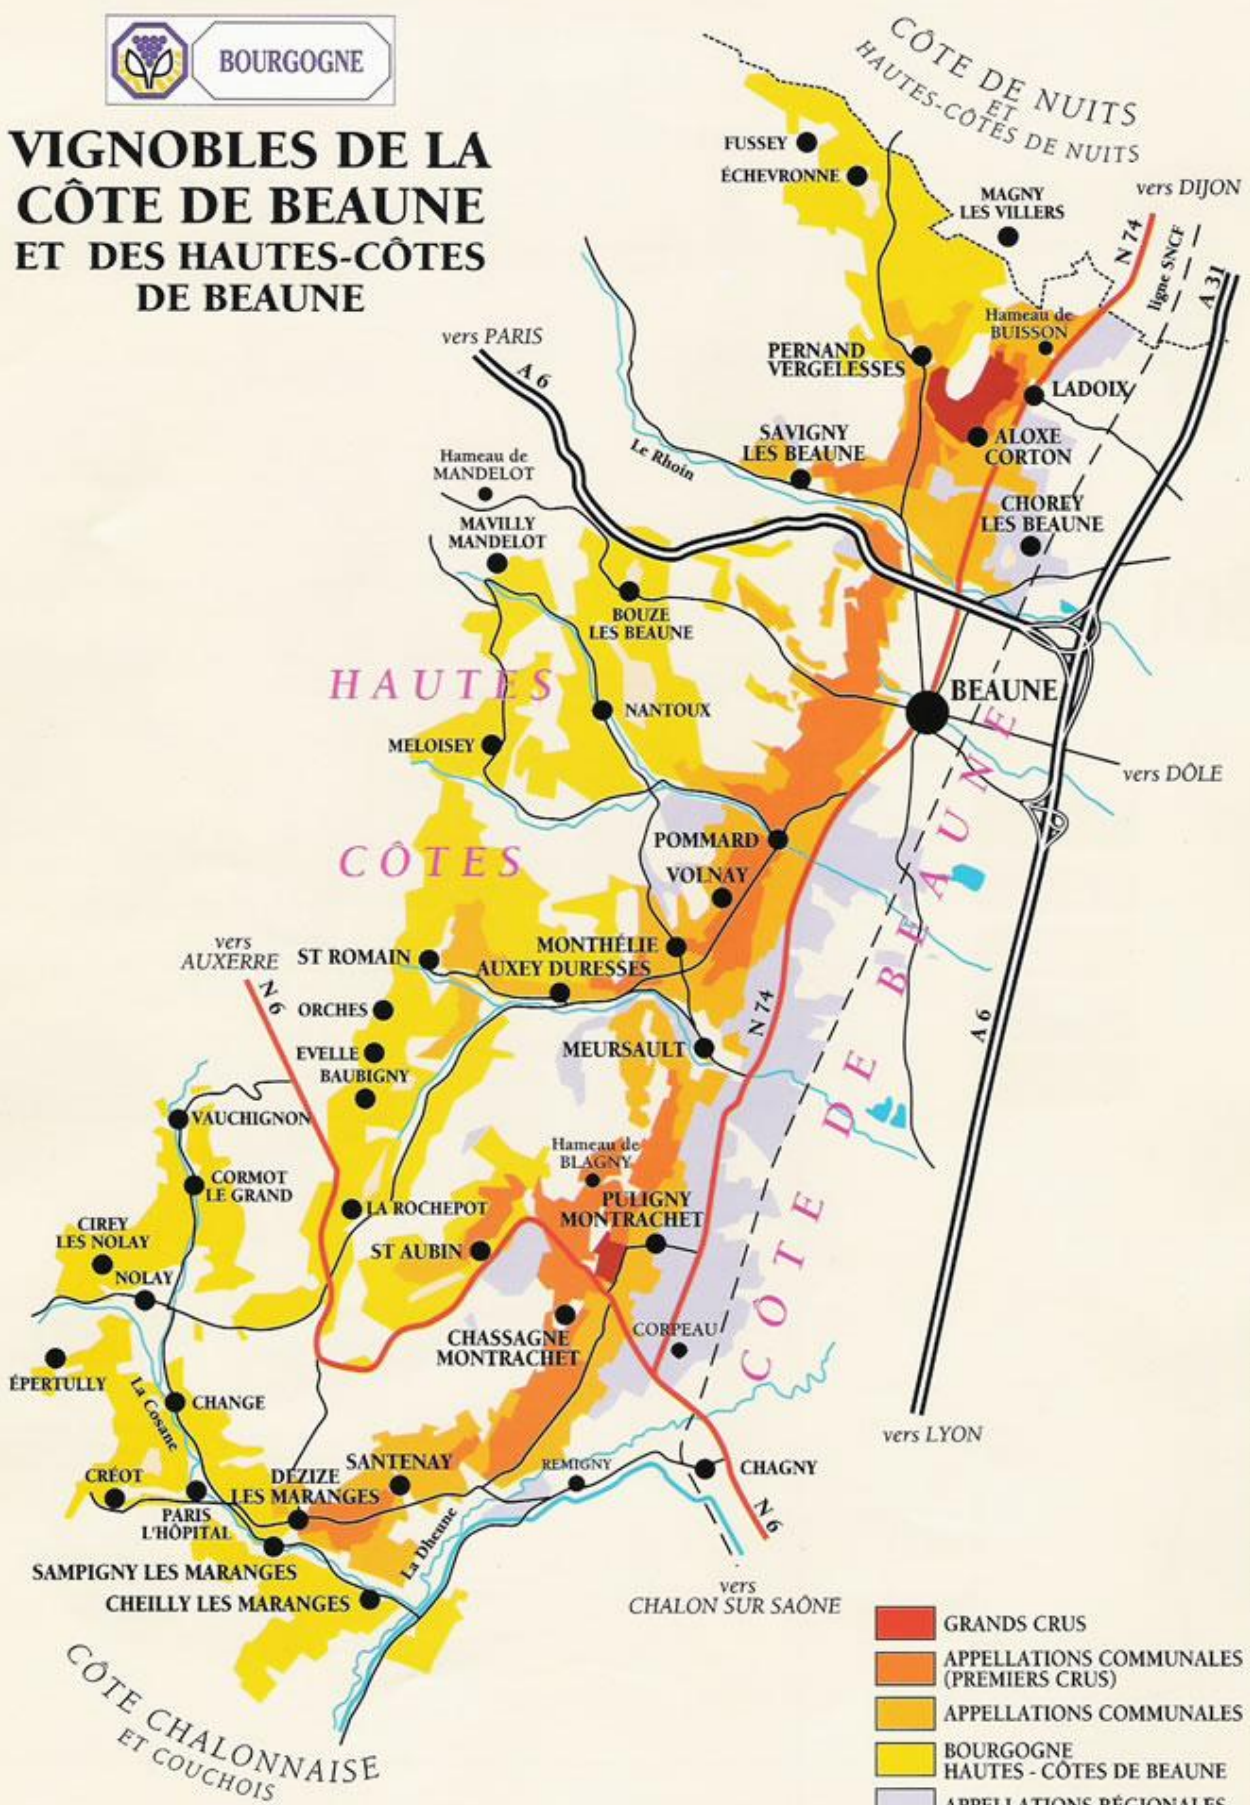 BOURGOGNE
VIGNOBLES DE LA
CÔTE DE BEAUNE
ET DES HAUTES-CÔTES
DE BEAUNE
CÔTE DE NUITS
ET
HAUTES-CÔTES DE NUITS
FUSSEY
ÉCHEVRONNE
MAGNY
LES VILLERS
vers DIJON
N 74
ligne SNCF
A 31
Hameau de
BUISSON
vers PARIS
A 6
PERNAND
VERGELESSES
LADOIX
SAVIGNY
LES BEAUNE
ALOXE
CORTON
Le Rhoin
Hameau de
MANDELOT
CHOREY
LES BEAUNE
MAVILLY
MANDELOT
BOUZE
LES BEAUNE
HAUTES
BEAUNE
NANTOUX
MELOISEY
vers DÔLE
POMMARD
CÔTES
VOLNAY
vers
AUXERRE
N 6
ST ROMAIN
MONTHÉLIE
AUXEY DURESSES
ORCHES
N 74
A 6
EVELLE
MEURSAULT
BAUBIGNY
CÔTE DE BEAUNE
VAUCHIGNON
Hameau de
BLAGNY
CORMOT
LE GRAND
LA ROCHEPOT
PULIGNY
MONTRACHET
CIREY
LES NOLAY
ST AUBIN
NOLAY
CHASSAGNE
MONTRACHET
CORPEAU
ÉPERTULLY
La Cosane
CHANGE
vers LYON
CRÉOT
DEZIZE
LES MARANGES
SANTENAY
REMIGNY
CHAGNY
PARIS
L'HÔPITAL
N 6
La Dheune
SAMPIGNY LES MARANGES
CHEILLY LES MARANGES
vers
CHALON SUR SAÔNE
CÔTE CHALONNAISE
ET COUCHOIS
GRANDS CRUS
APPELLATIONS COMMUNALES
(PREMIERS CRUS)
APPELLATIONS COMMUNALES
BOURGOGNE
HAUTES - CÔTES DE BEAUNE
APPELLATIONS RÉGIONALES